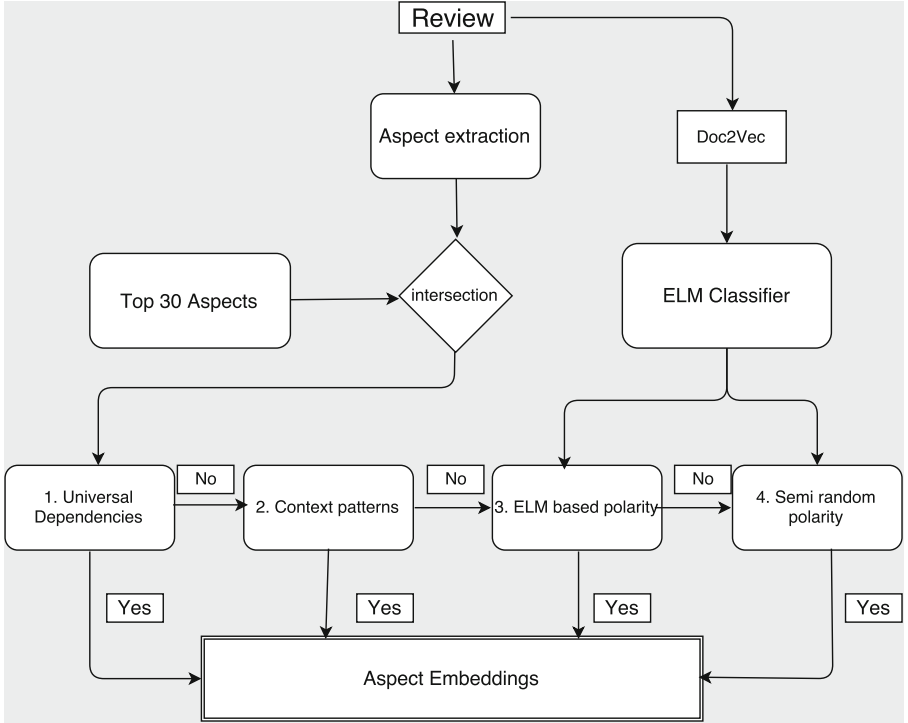 Review
Aspect extraction
Doc2Vec
Top 30 Aspects
intersection
ELM Classifier
1. Universal
Dependencies
No
2. Context patterns
No
3. ELM based polarity
No
4. Semi random
polarity
Yes
Yes
Yes
Yes
Aspect Embeddings